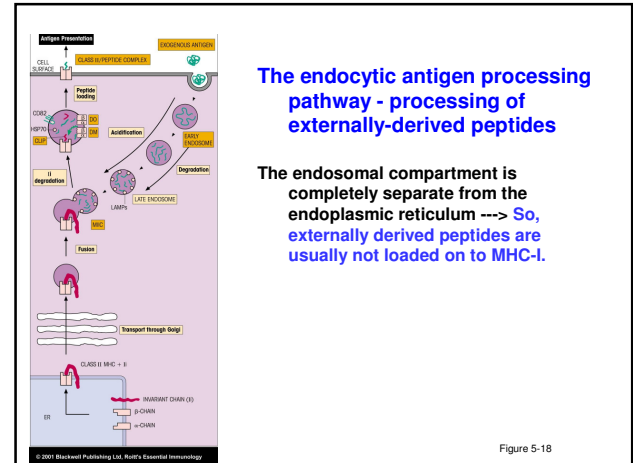 Antigen Presentation
EXOGENOUS ANTIGEN
CELL
SURFACE
CLASS II/PEPTIDE COMPLEX
Peptide
loading
CD82
HSP70
CLIP
DO
DM
Acidification
EARLY
ENDOSOME
Ii
degradation
Degradation
LATE ENDOSOME
LAMPs
MIIC
Fusion
Transport through Golgi
CLASS II MHC + Ii
INVARIANT CHAIN (Ii)
β-CHAIN
α-CHAIN
ER
© 2001 Blackwell Publishing Ltd, Roitt's Essential Immunology
The endocytic antigen processing
pathway - processing of
externally-derived peptides
The endosomal compartment is
completely separate from the
endoplasmic reticulum ---> So,
externally derived peptides are
usually not loaded on to MHC-I.
Figure 5-18